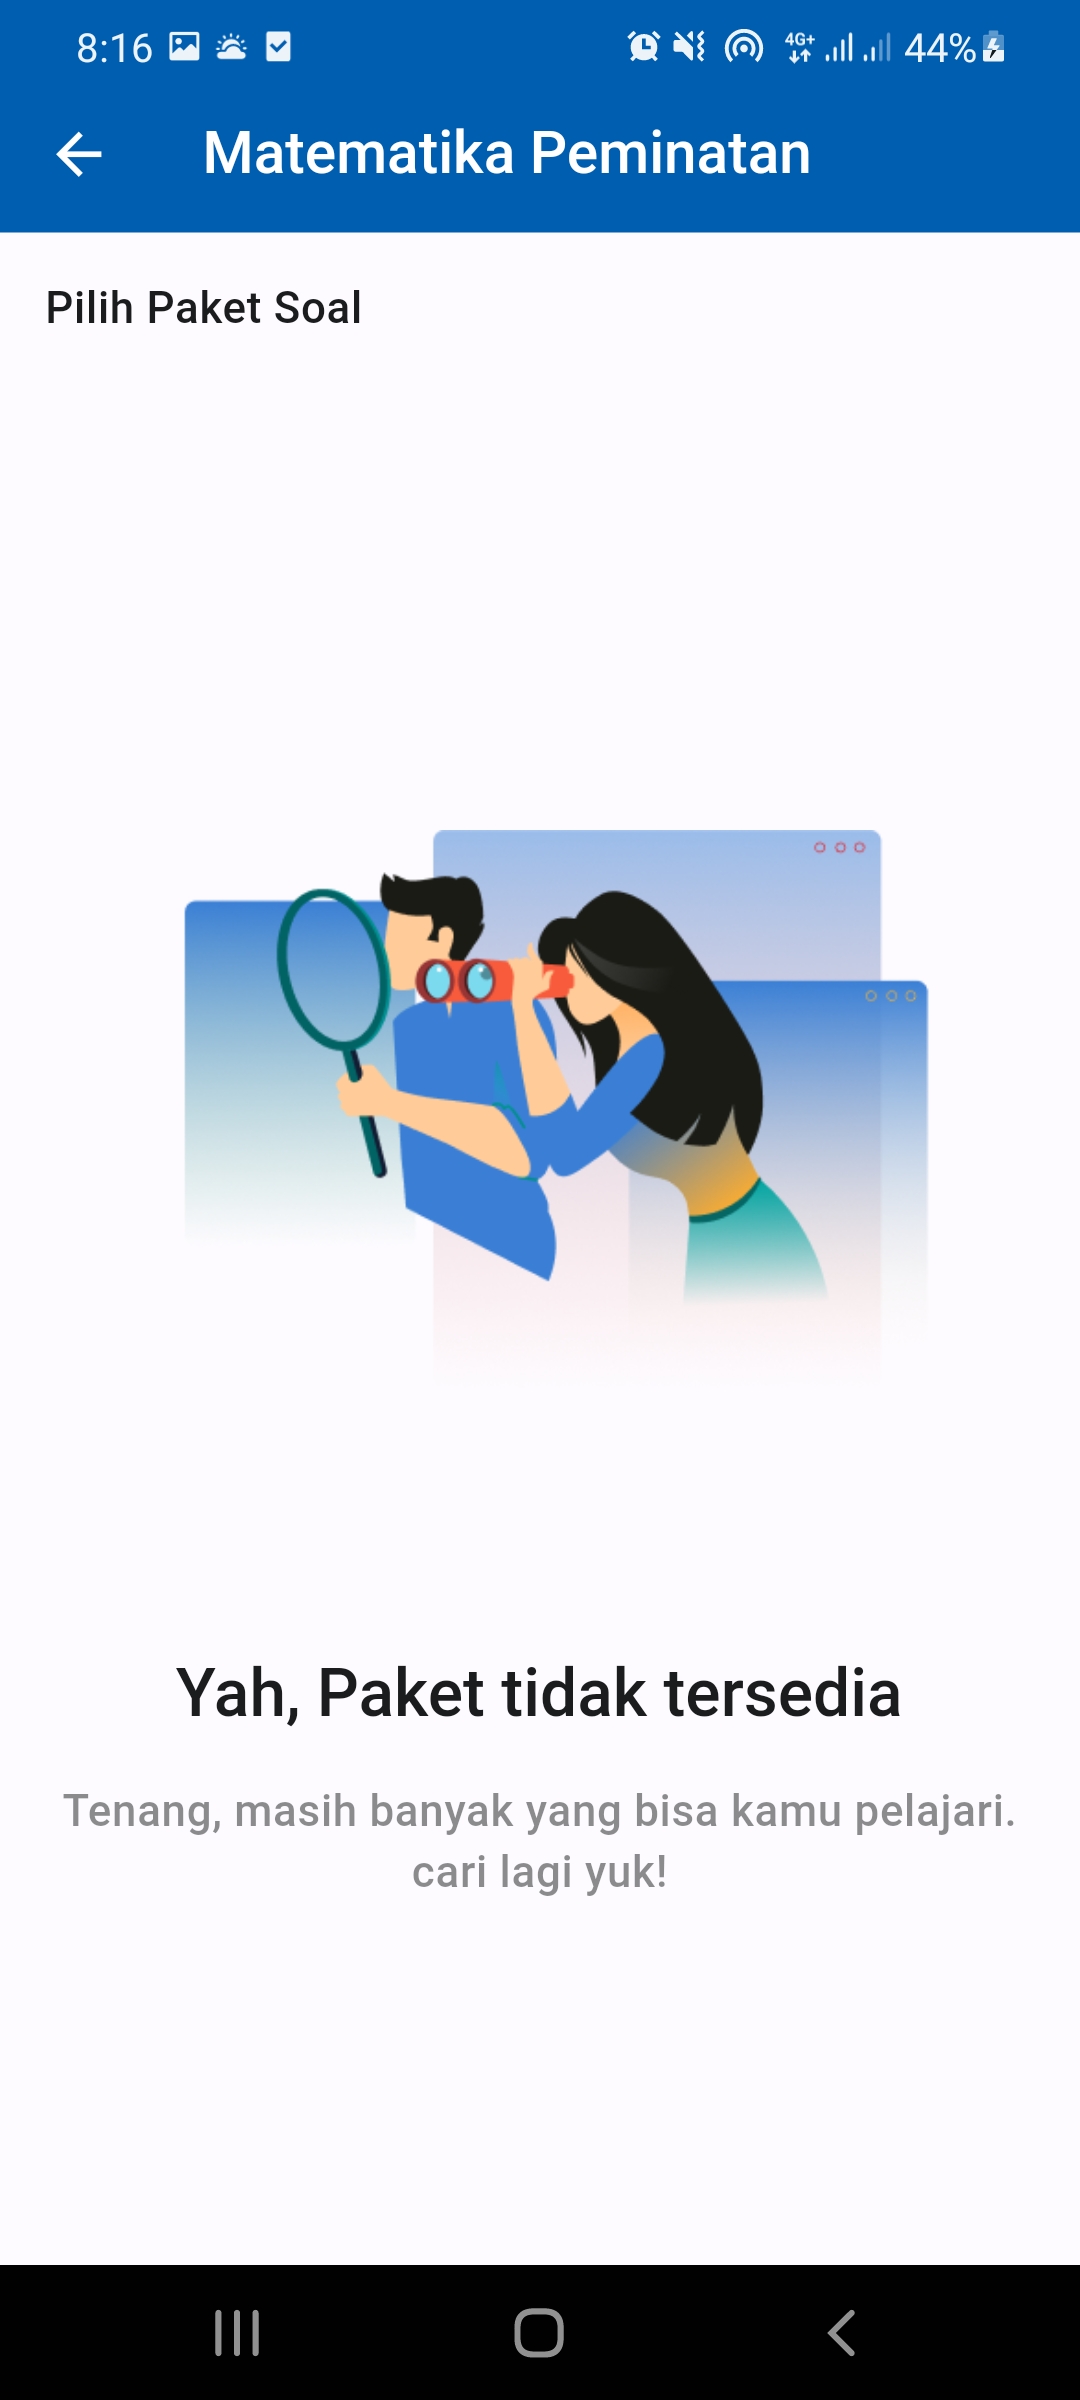 8:16
4G+
44%
Matematika Peminatan
Pilih Paket Soal
Yah, Paket tidak tersedia
Tenang, masih banyak yang bisa kamu pelajari.
cari lagi yuk!